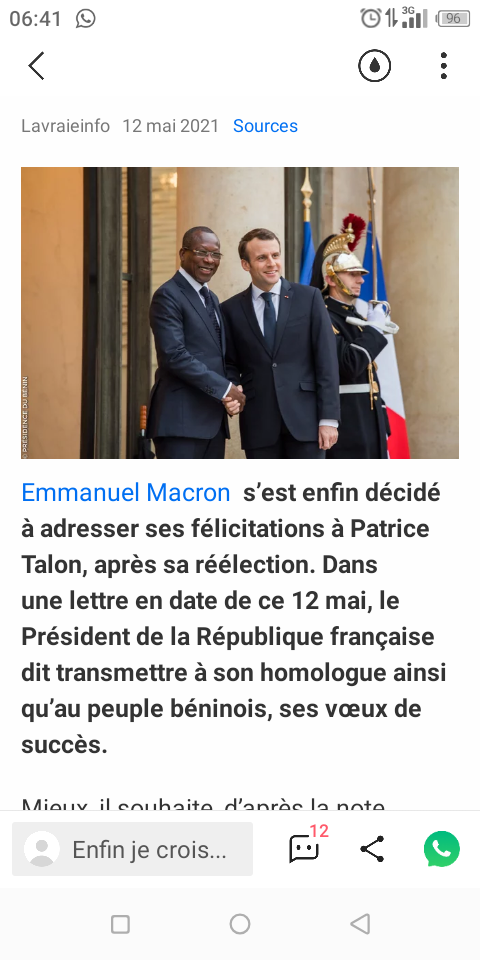 06:41 3G 96
Lavraieinfo 12 mai 2021 Sources
© PRÉSIDENCE DU BÉNIN
Emmanuel Macron s’est enfin décidé
à adresser ses félicitations à Patrice
Talon, après sa réélection. Dans
une lettre en date de ce 12 mai, le
Président de la République française
dit transmettre à son homologue ainsi
qu’au peuple béninois, ses vœux de
succès.
Mieux, il souhaite, d’après la note
Enfin je crois... 12